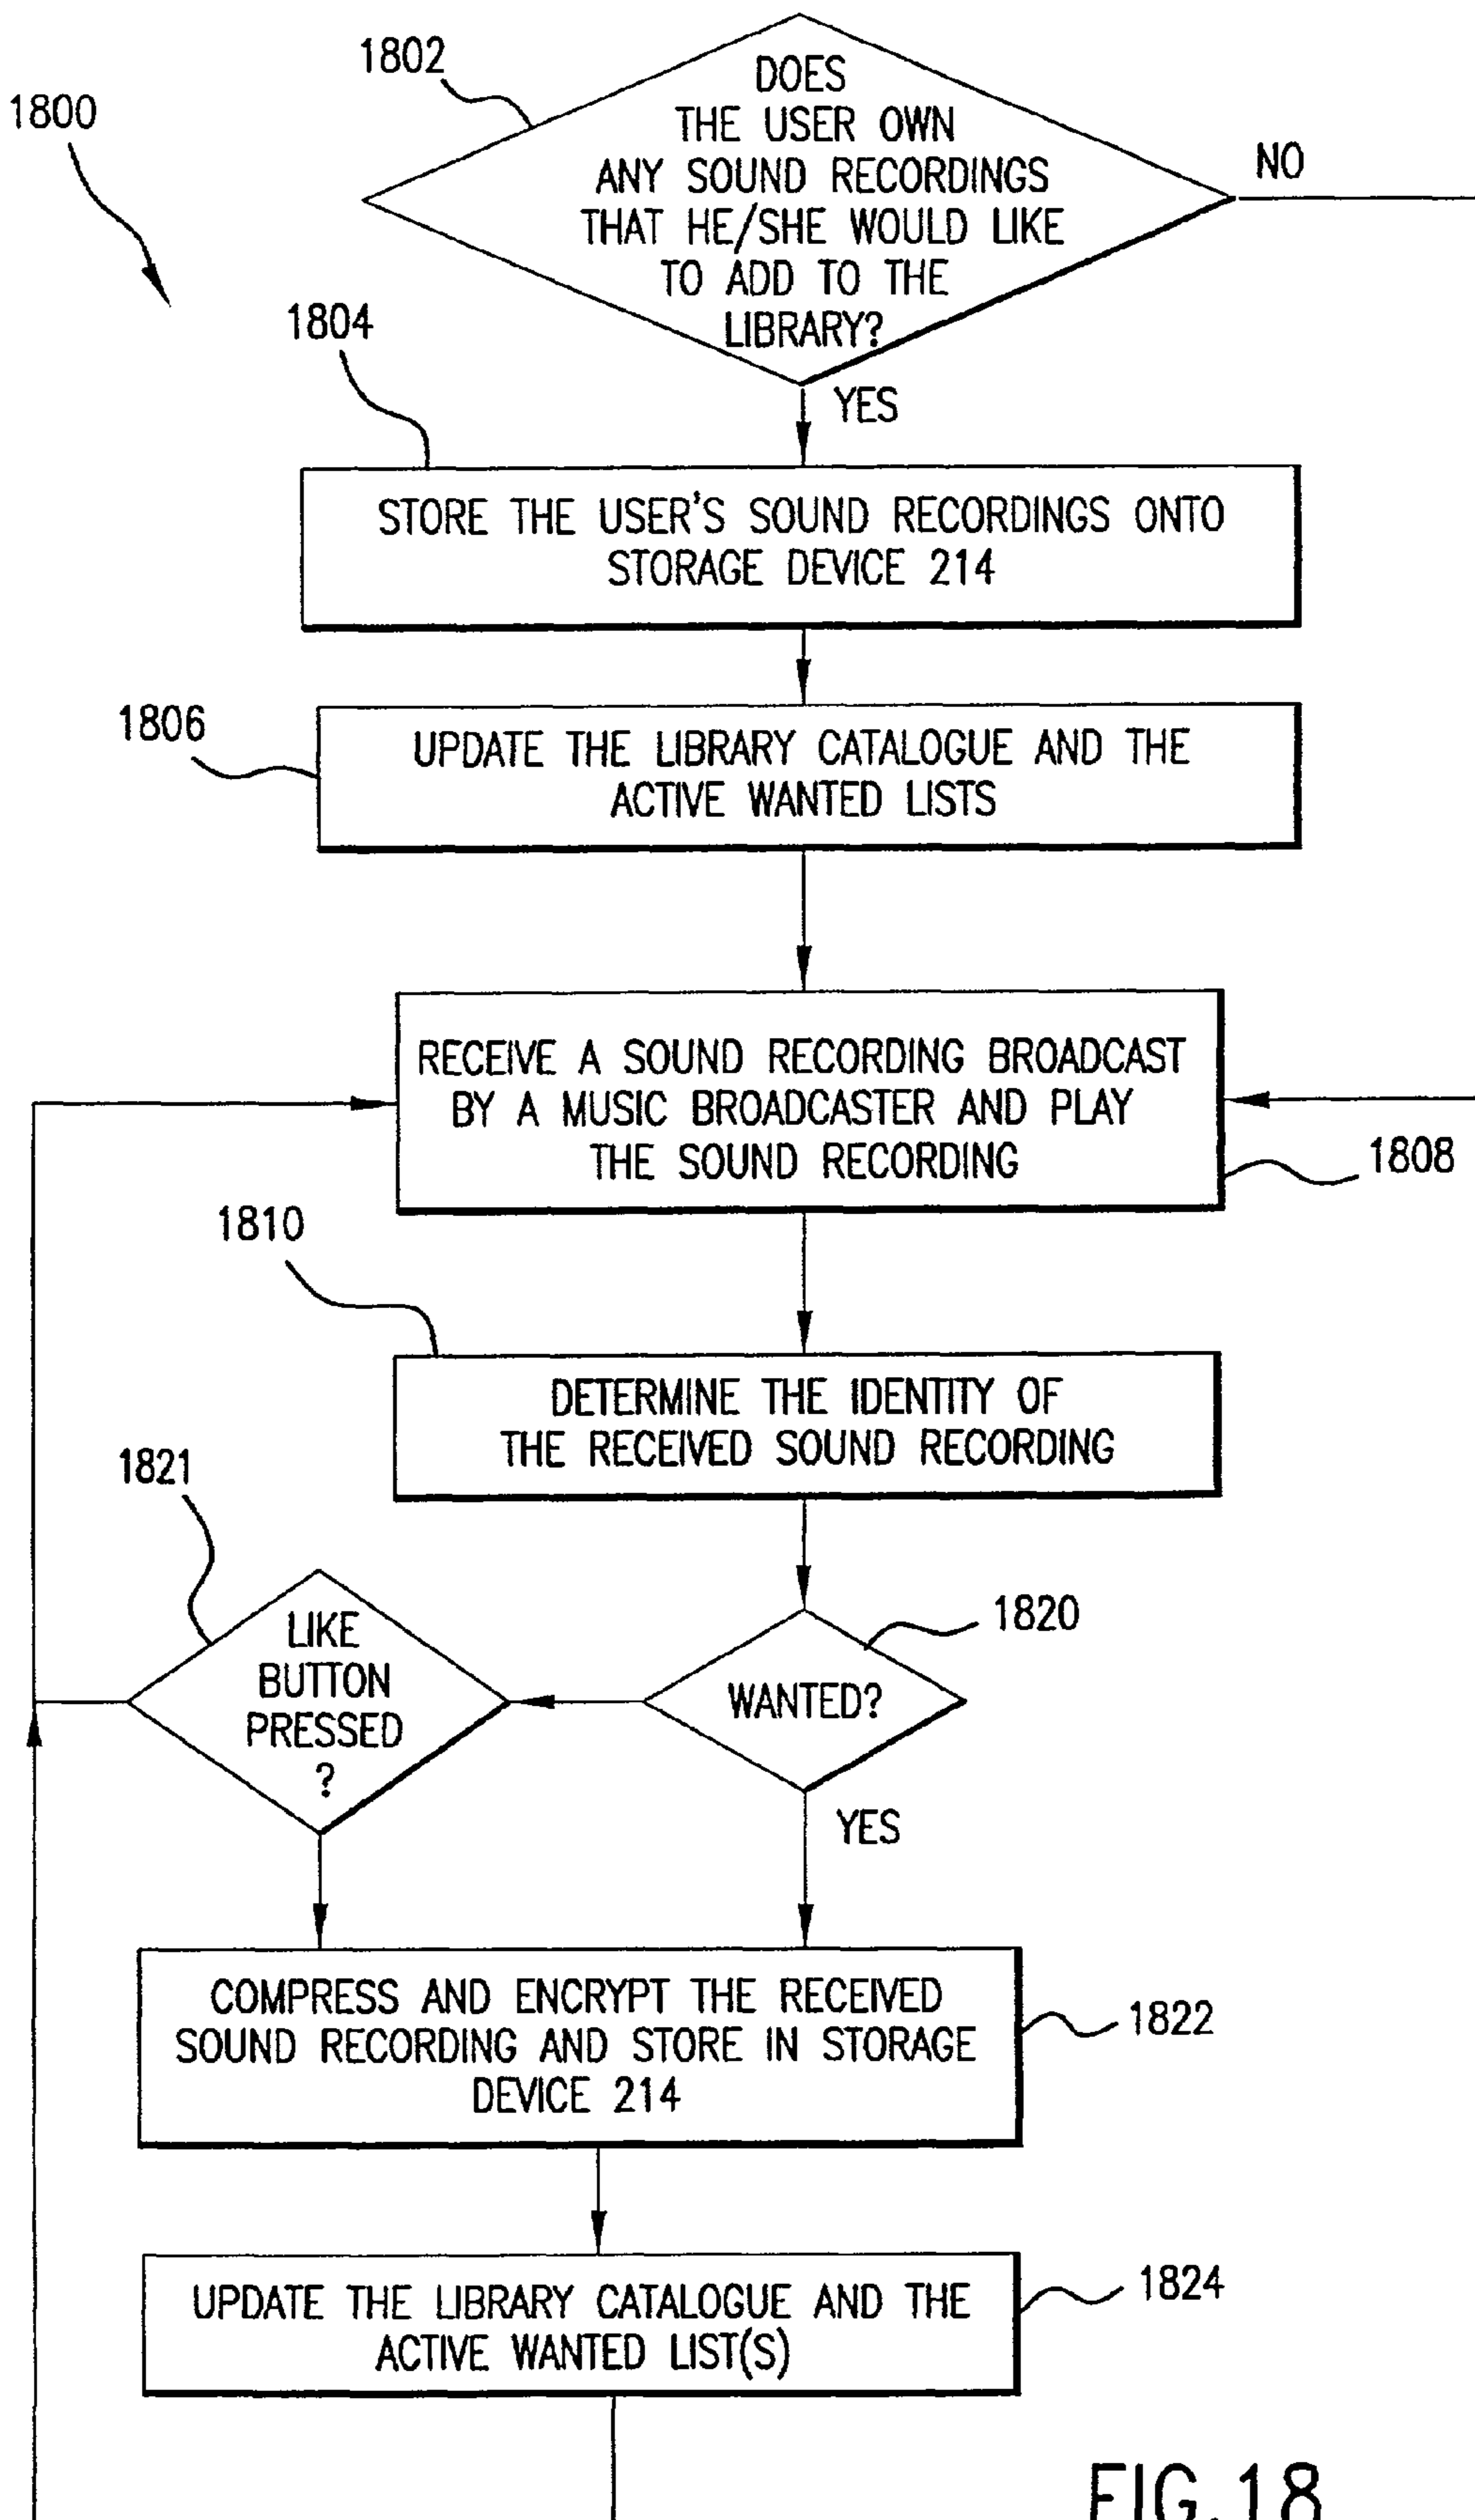 1800
1802
DOES
THE USER OWN
ANY SOUND RECORDINGS
THAT HE/SHE WOULD LIKE
TO ADD TO THE
LIBRARY?
NO
YES
1804
STORE THE USER'S SOUND RECORDINGS ONTO
STORAGE DEVICE 214
1806
UPDATE THE LIBRARY CATALOGUE AND THE
ACTIVE WANTED LISTS
RECEIVE A SOUND RECORDING BROADCAST
BY A MUSIC BROADCASTER AND PLAY
THE SOUND RECORDING
1808
1810
DETERMINE THE IDENTITY OF
THE RECEIVED SOUND RECORDING
1821
LIKE
BUTTON
PRESSED
?
1820
WANTED?
YES
COMPRESS AND ENCRYPT THE RECEIVED
SOUND RECORDING AND STORE IN STORAGE
DEVICE 214
1822
UPDATE THE LIBRARY CATALOGUE AND THE
ACTIVE WANTED LIST(S)
1824
FIG.18